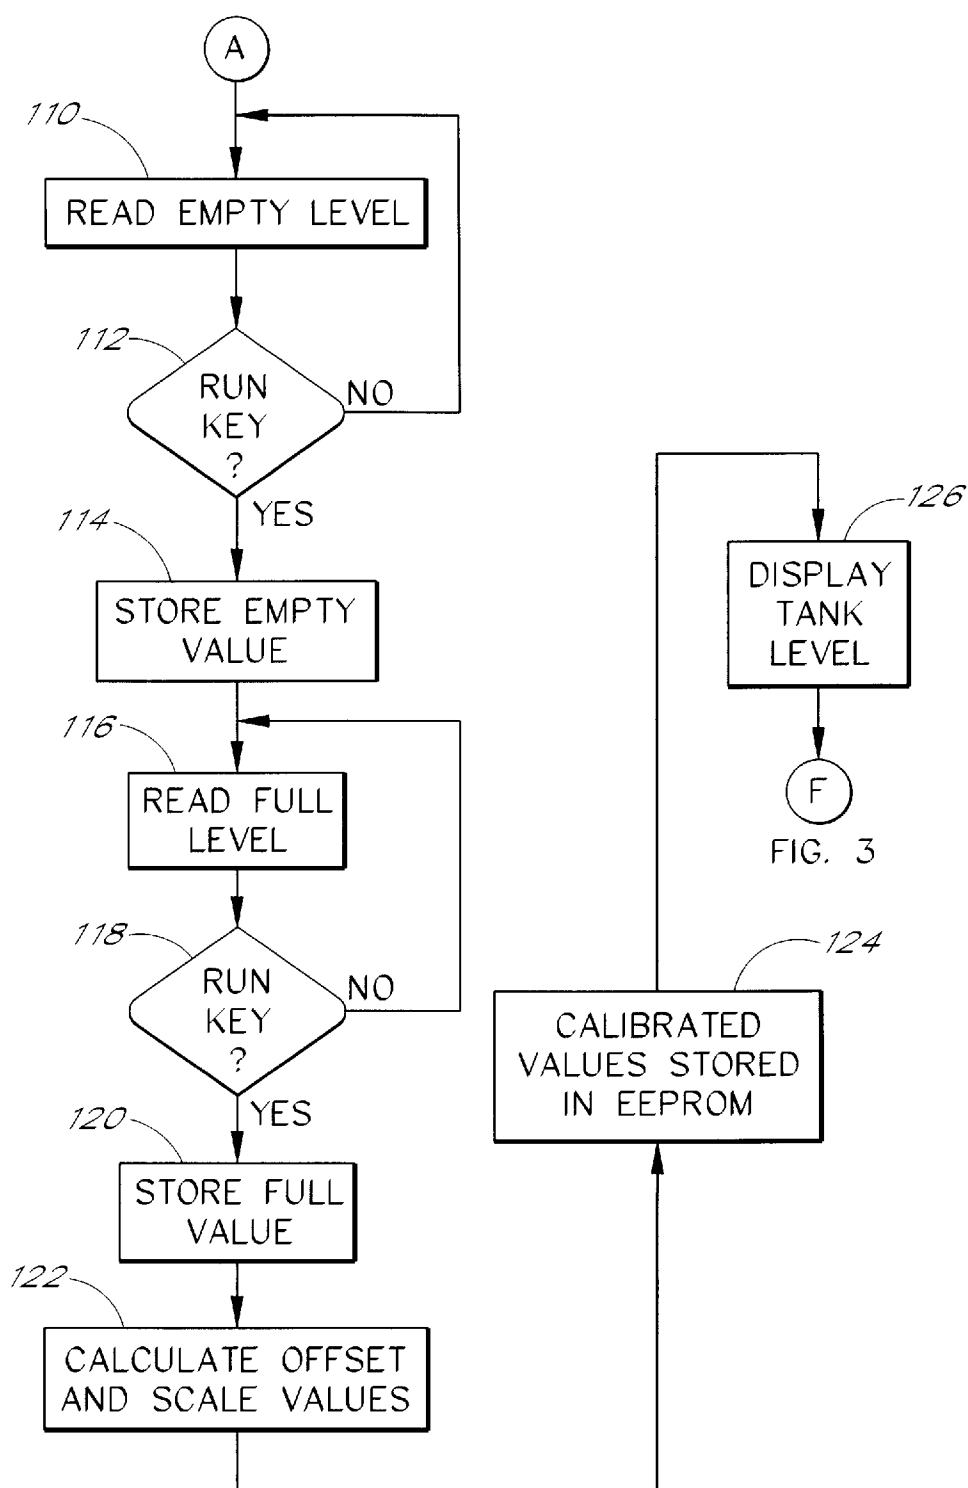 A
110
READ EMPTY LEVEL
112
RUN
KEY
?
NO
YES
114
STORE EMPTY
VALUE
116
READ FULL
LEVEL
118
RUN
KEY
?
NO
YES
120
STORE FULL
VALUE
122
CALCULATE OFFSET
AND SCALE VALUES
124
CALIBRATED
VALUES STORED
IN EEPROM
126
DISPLAY
TANK
LEVEL
F
FIG. 3